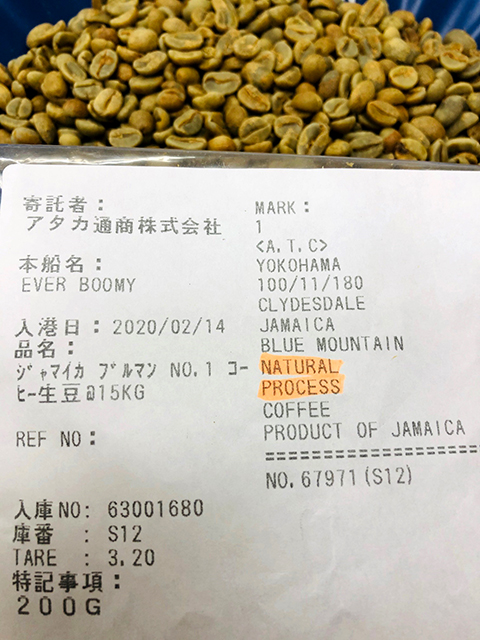 寄託者：
アタカ通商株式会社
本船名：
EVER BOOMY
入港日：2020/02/14
品名：
ｼﾞｬﾏｲｶ ﾌﾞﾙﾏﾝ NO.1 ｺｰ
ﾋｰ生豆@15KG
REF NO：
入庫NO: 63001680
庫番 : S12
TARE : 3.20
特記事項：
200G
MARK：
1
<A.T.C>
YOKOHAMA
100/11/180
CLYDESDALE
JAMAICA
BLUE MOUNTAIN
NATURAL
PROCESS
COFFEE
PRODUCT OF JAMAICA
====================
NO.67971(S12)